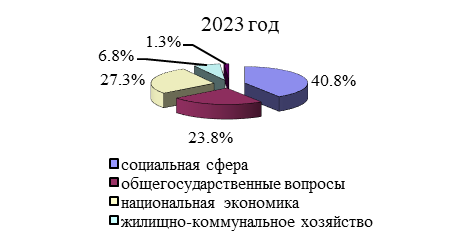 2023 год
1.3%
6.8%
27.3%
40.8%
23.8%
социальная сфера
общегосударственные вопросы
национальная экономика
жилищно-коммунальное хозяйство